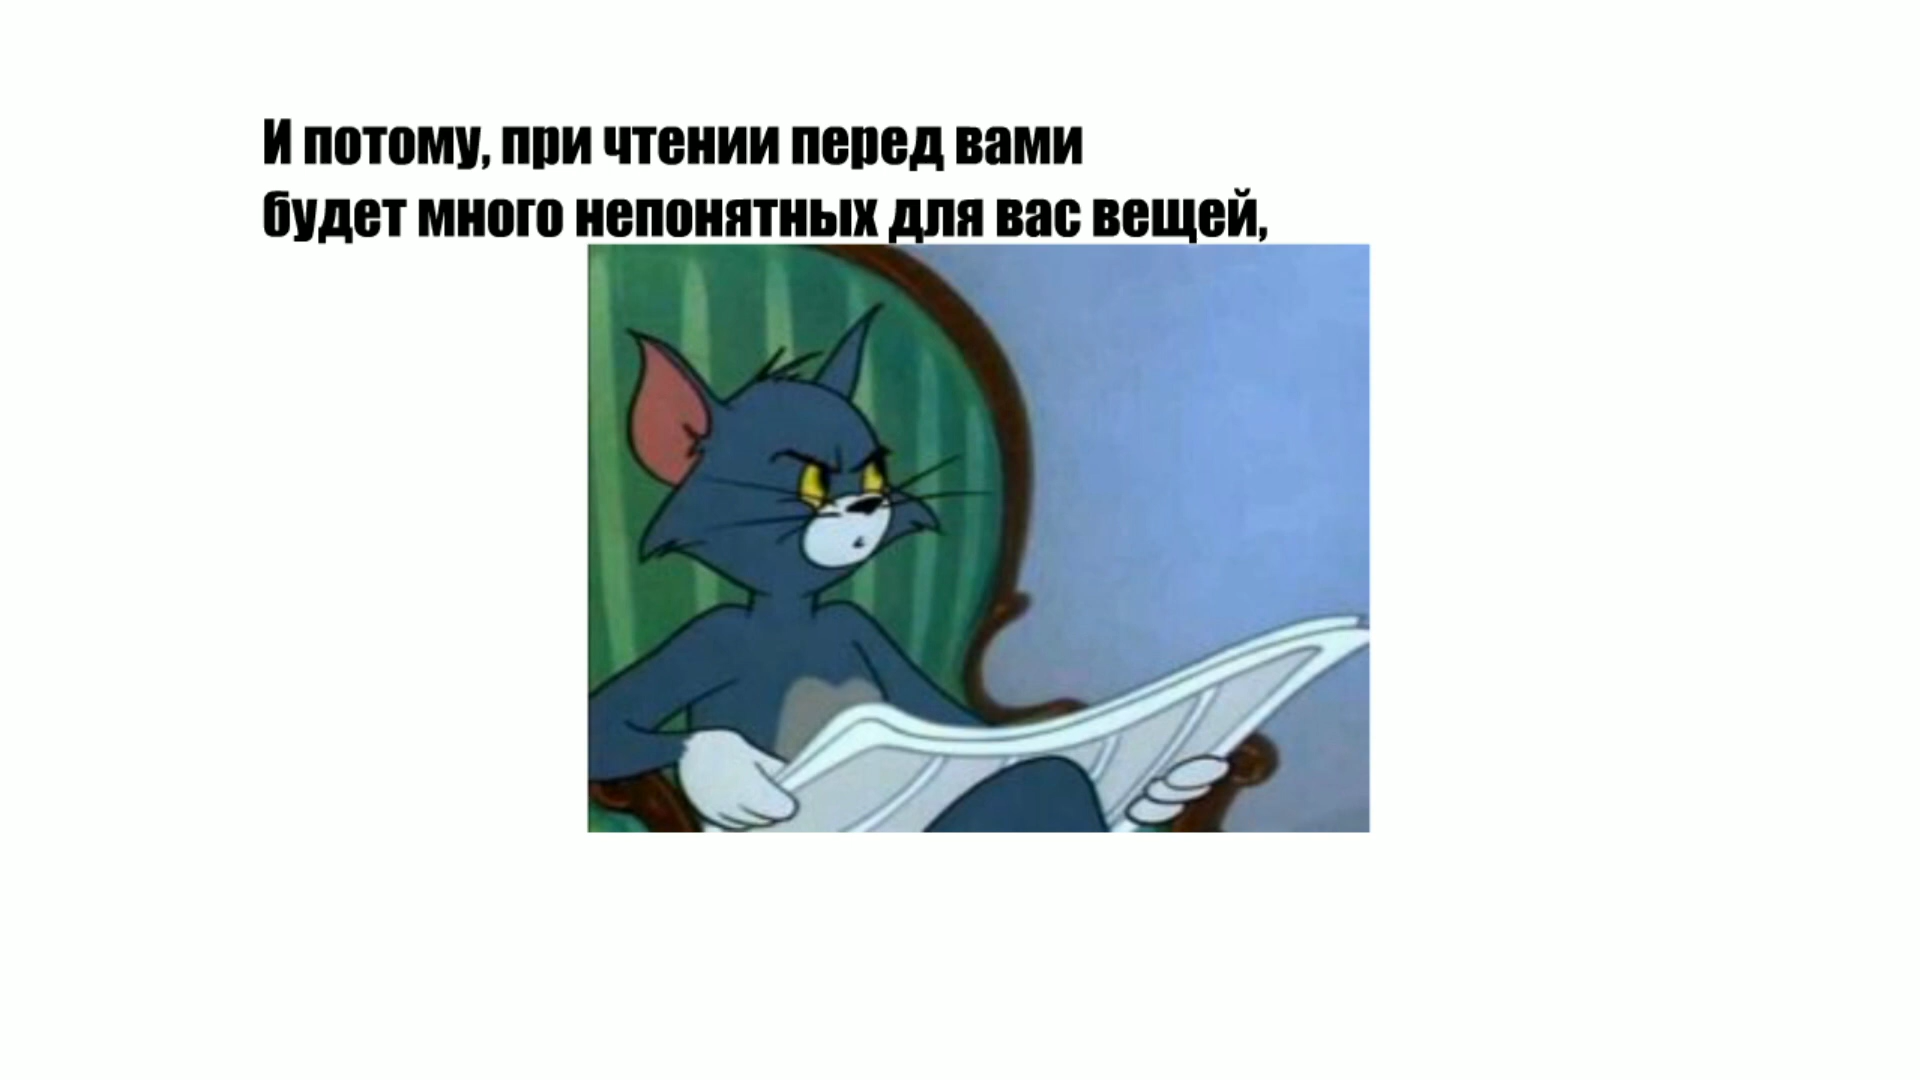 И потому, при чтении перед вами
будет много непонятных для вас вещей,